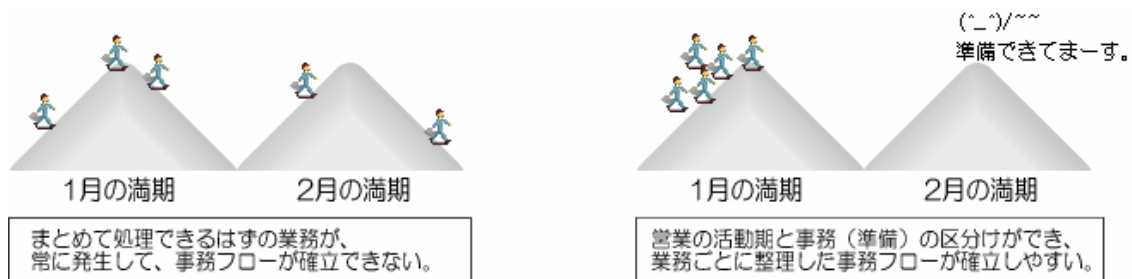 (^_^)/~~
準備できてまーす。
1月の満期
2月の満期
まとめて処理できるはずの業務が、
常に発生して、事務フローが確立できない。
1月の満期
2月の満期
営業の活動期と事務（準備）の区分けができ、
業務ごとに整理した事務フローが確立しやすい。